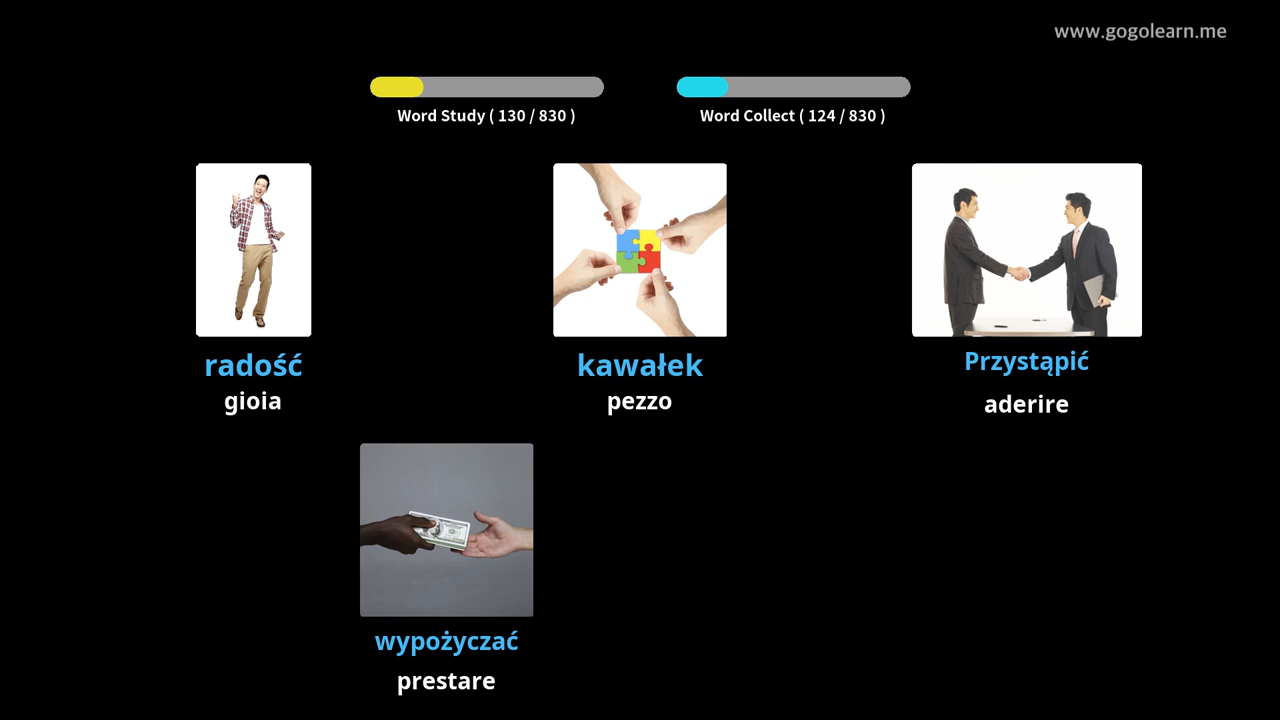 www.gogolearn.me
Word Study ( 130 / 830 )
Word Collect ( 124 / 830 )
radość
gioia
kawałek
pezzo
Przystąpić
aderire
wypożyczać
prestare